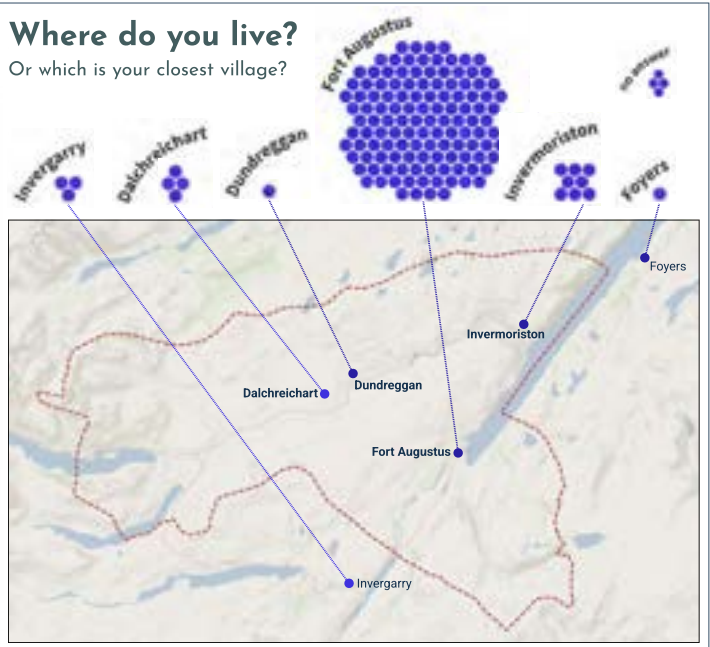 Where do you live?
Or which is your closest village?
Invergarry
Dalchreichart
Dundreggan
Fort Augustus
Invermoriston
no answer
Foyers
Foyers
Invermoriston
Dundreggan
Dalchreichart
Fort Augustus
Invergarry